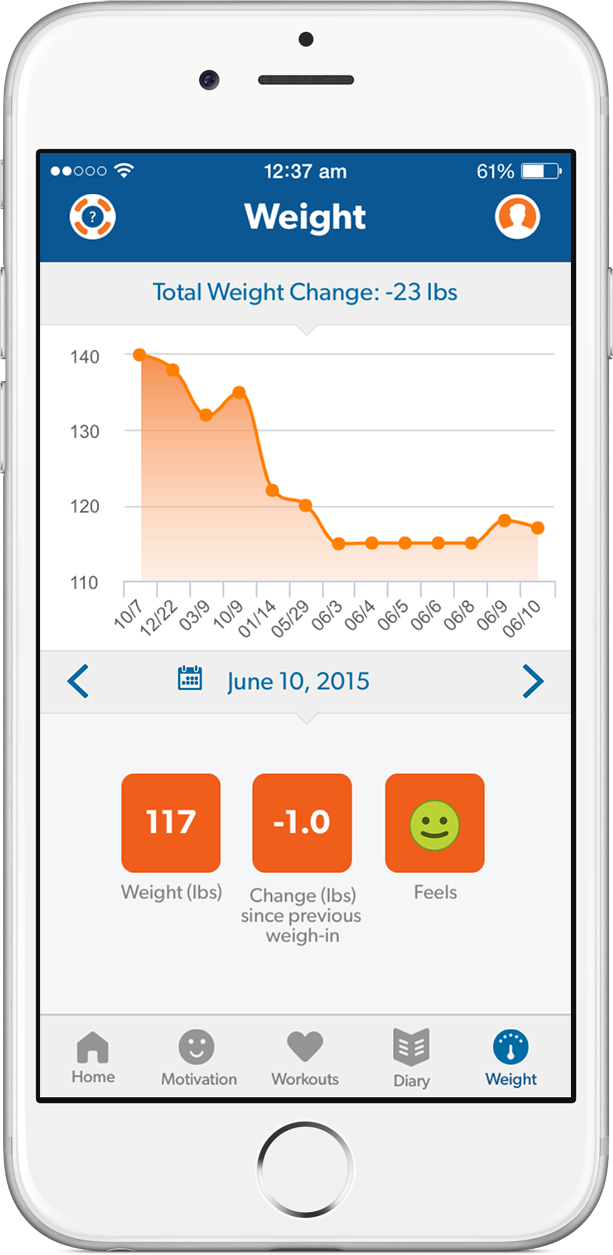 12:37 am
61%
?
Weight
Total Weight Change: -23 lbs
140
130
120
110
10/7
12/22
03/9
10/9
01/14
05/29
06/3
06/4
06/5
06/6
06/8
06/9
06/10
June 10, 2015
117
-1.0
Weight (lbs)
Change (lbs)
since previous
weigh-in
Feels
Home
Motivation
Workouts
Diary
Weight